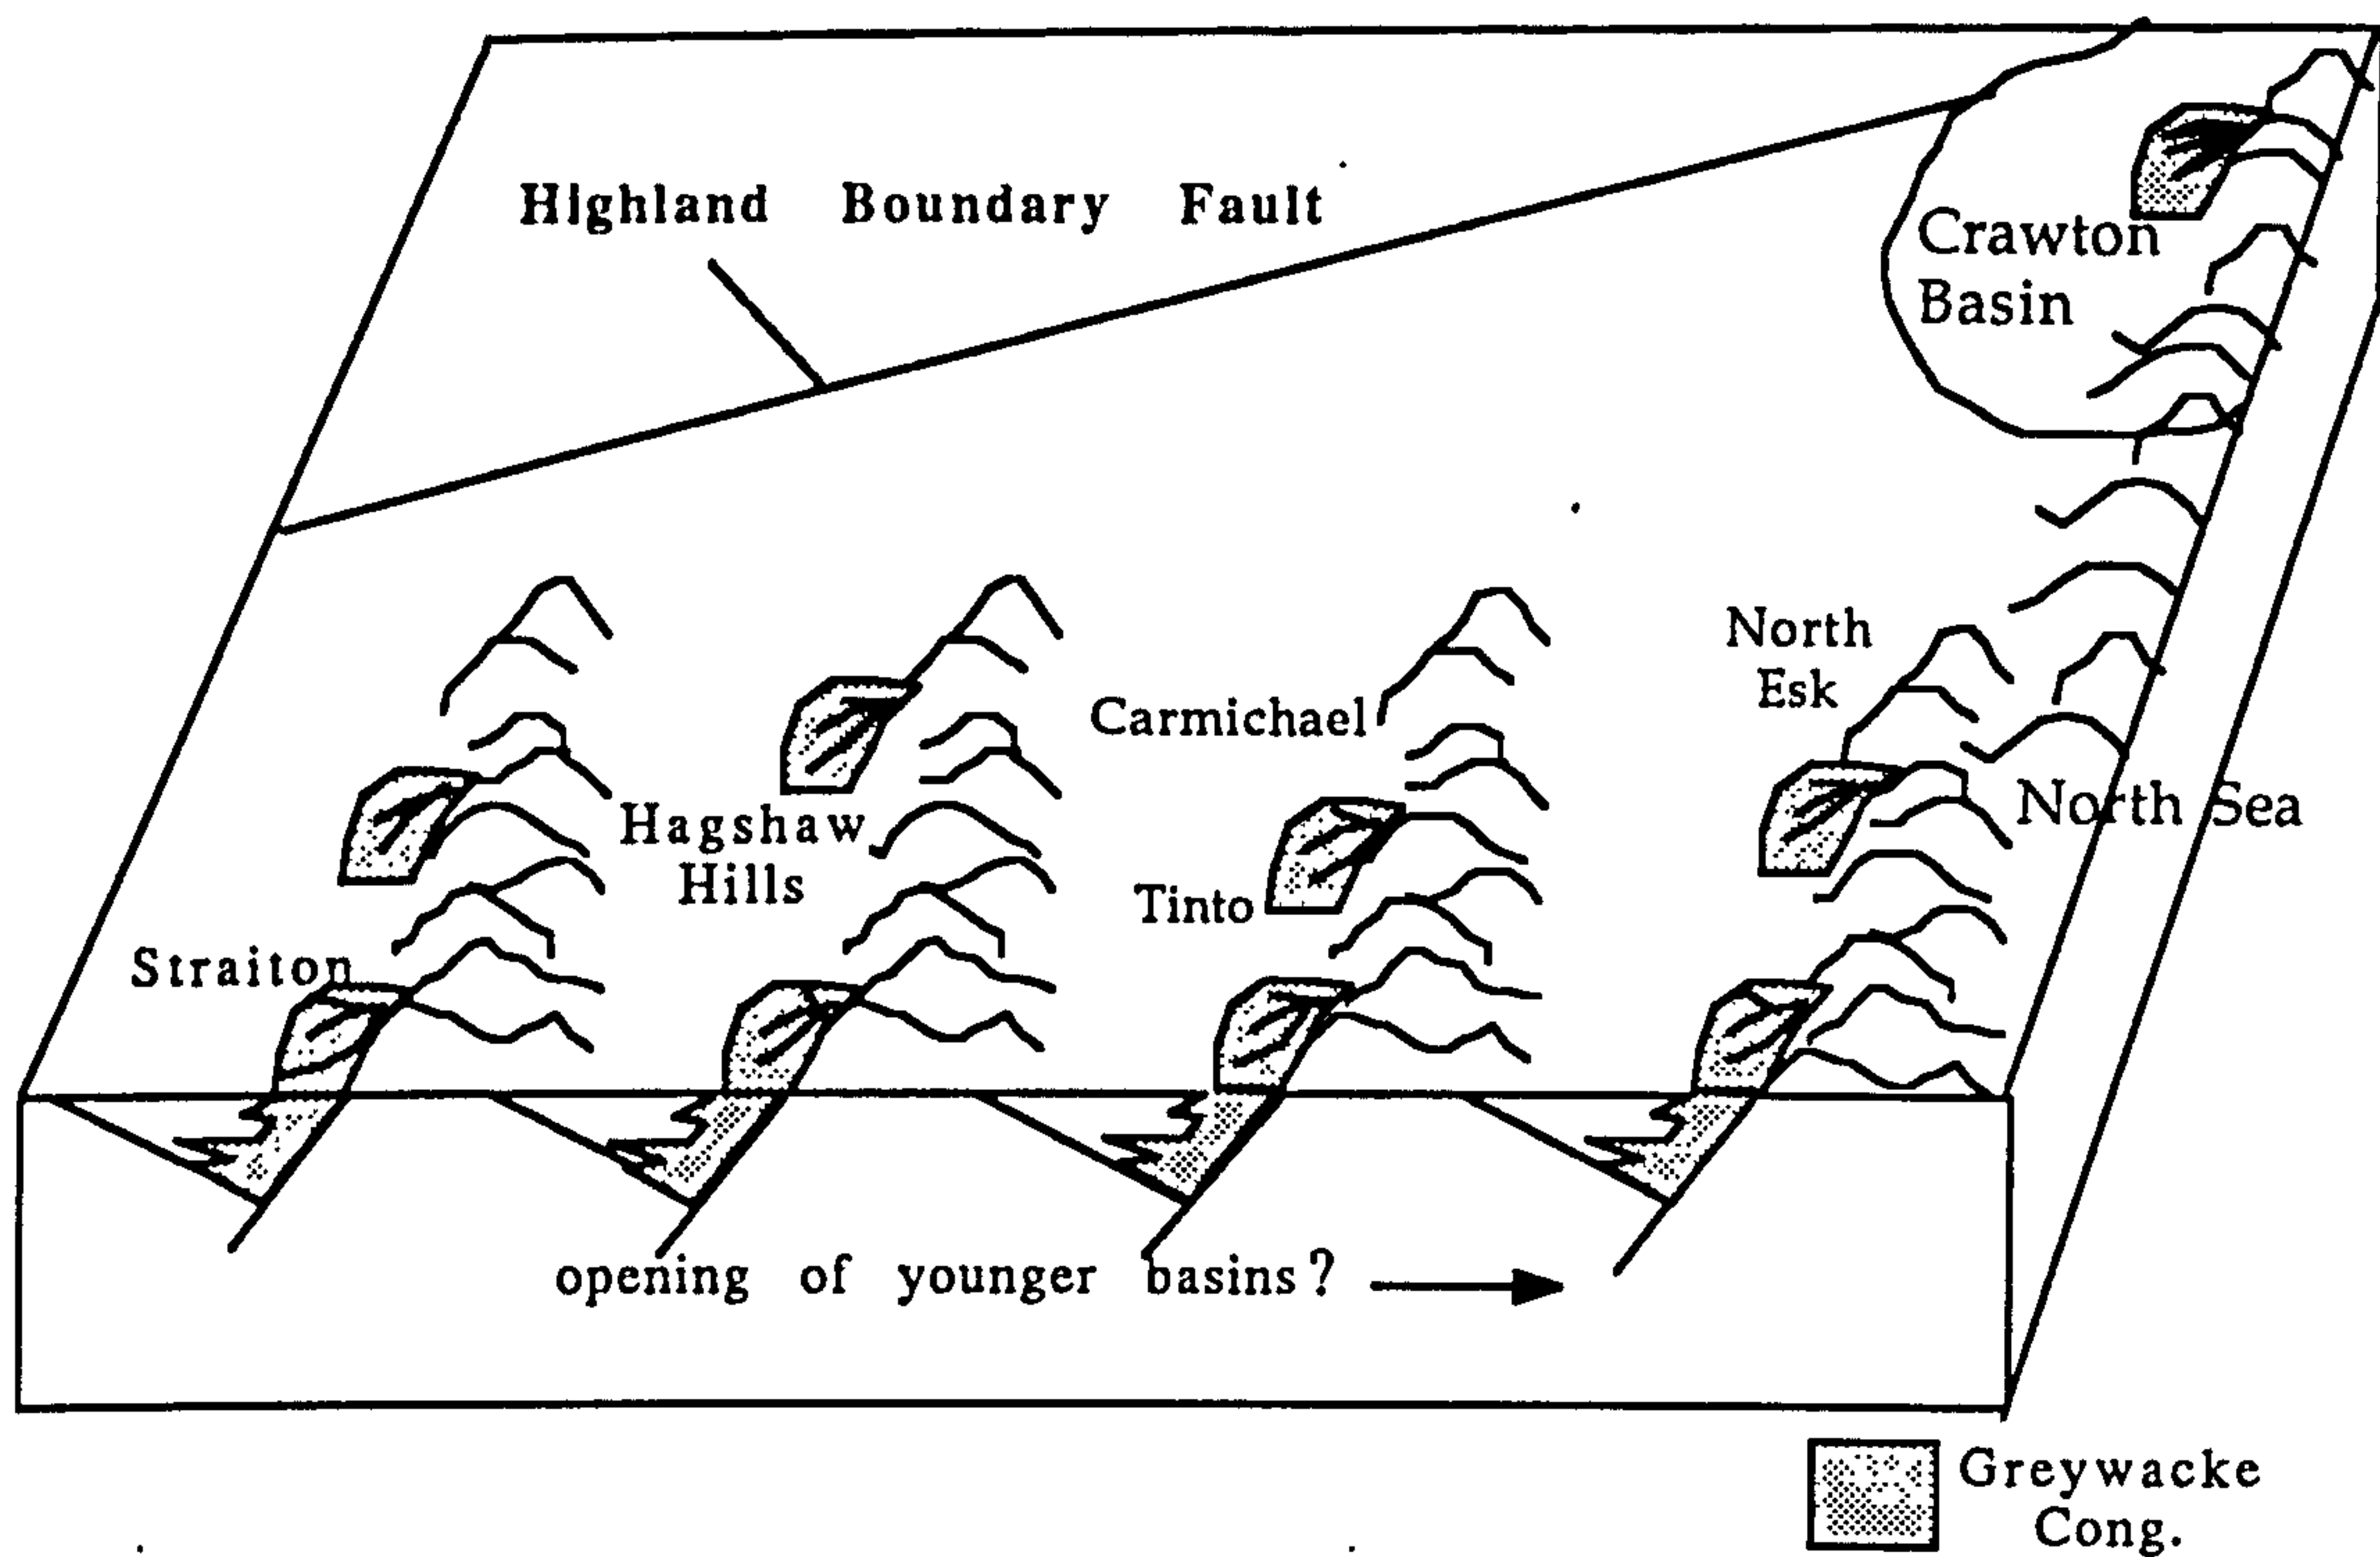 Highland Boundary Fault
Crawton
Basin
North
Esk
Carmichael
North Sea
Hagshaw
Hills
Tinto
Straiton
opening of younger basins?
Greywacke
Cong.